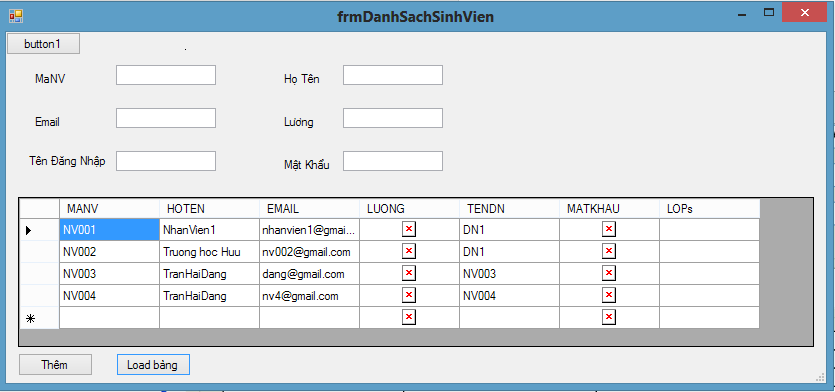 frmDanhSachSinhVien
button1
MaNV
Họ Tên
Email
Lương
Tên Đăng Nhập
Mật Khẩu
MANV HOTEN EMAIL LUONG TENDN MATKHAU LOPs
NV001 NhanVien1 nhanvien1@gmai... DN1
NV002 Truong hoc Huu nv002@gmail.com DN1
NV003 TranHaiDang dang@gmail.com NV003
NV004 TranHaiDang nv4@gmail.com NV004
Thêm
Load bảng